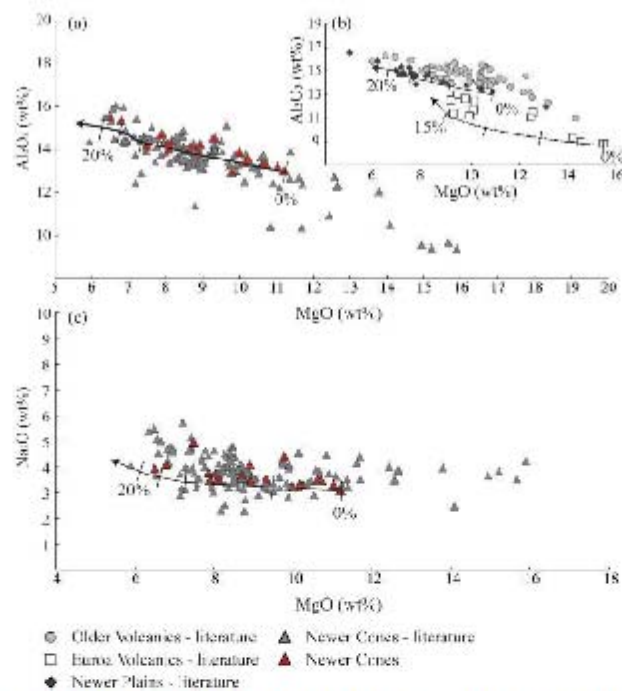 (a)
20
18
16
14
12
10
Al₂O₃ (wt%)
20%
0%
5 6 7 8 9 10 11 12 13 14 15 16 17 18 19 20
MgO (wt%)
(b)
19
17
15
13
11
9
Al₂O₃ (wt%)
20%
0%
15%
0%
6 8 10 12 14 16
MgO (wt%)
(c)
10
9
8
7
6
5
4
3
2
1
Na₂O (wt%)
20%
0%
4 6 8 10 12 14 16 18
MgO (wt%)
Older Volcanics - literature
Newer Cones - literature
Euroa Volcanics - literature
Newer Cones
Newer Plains - literature